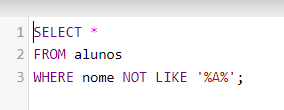 1 SELECT *
2 FROM alunos
3 WHERE nome NOT LIKE '%A%';